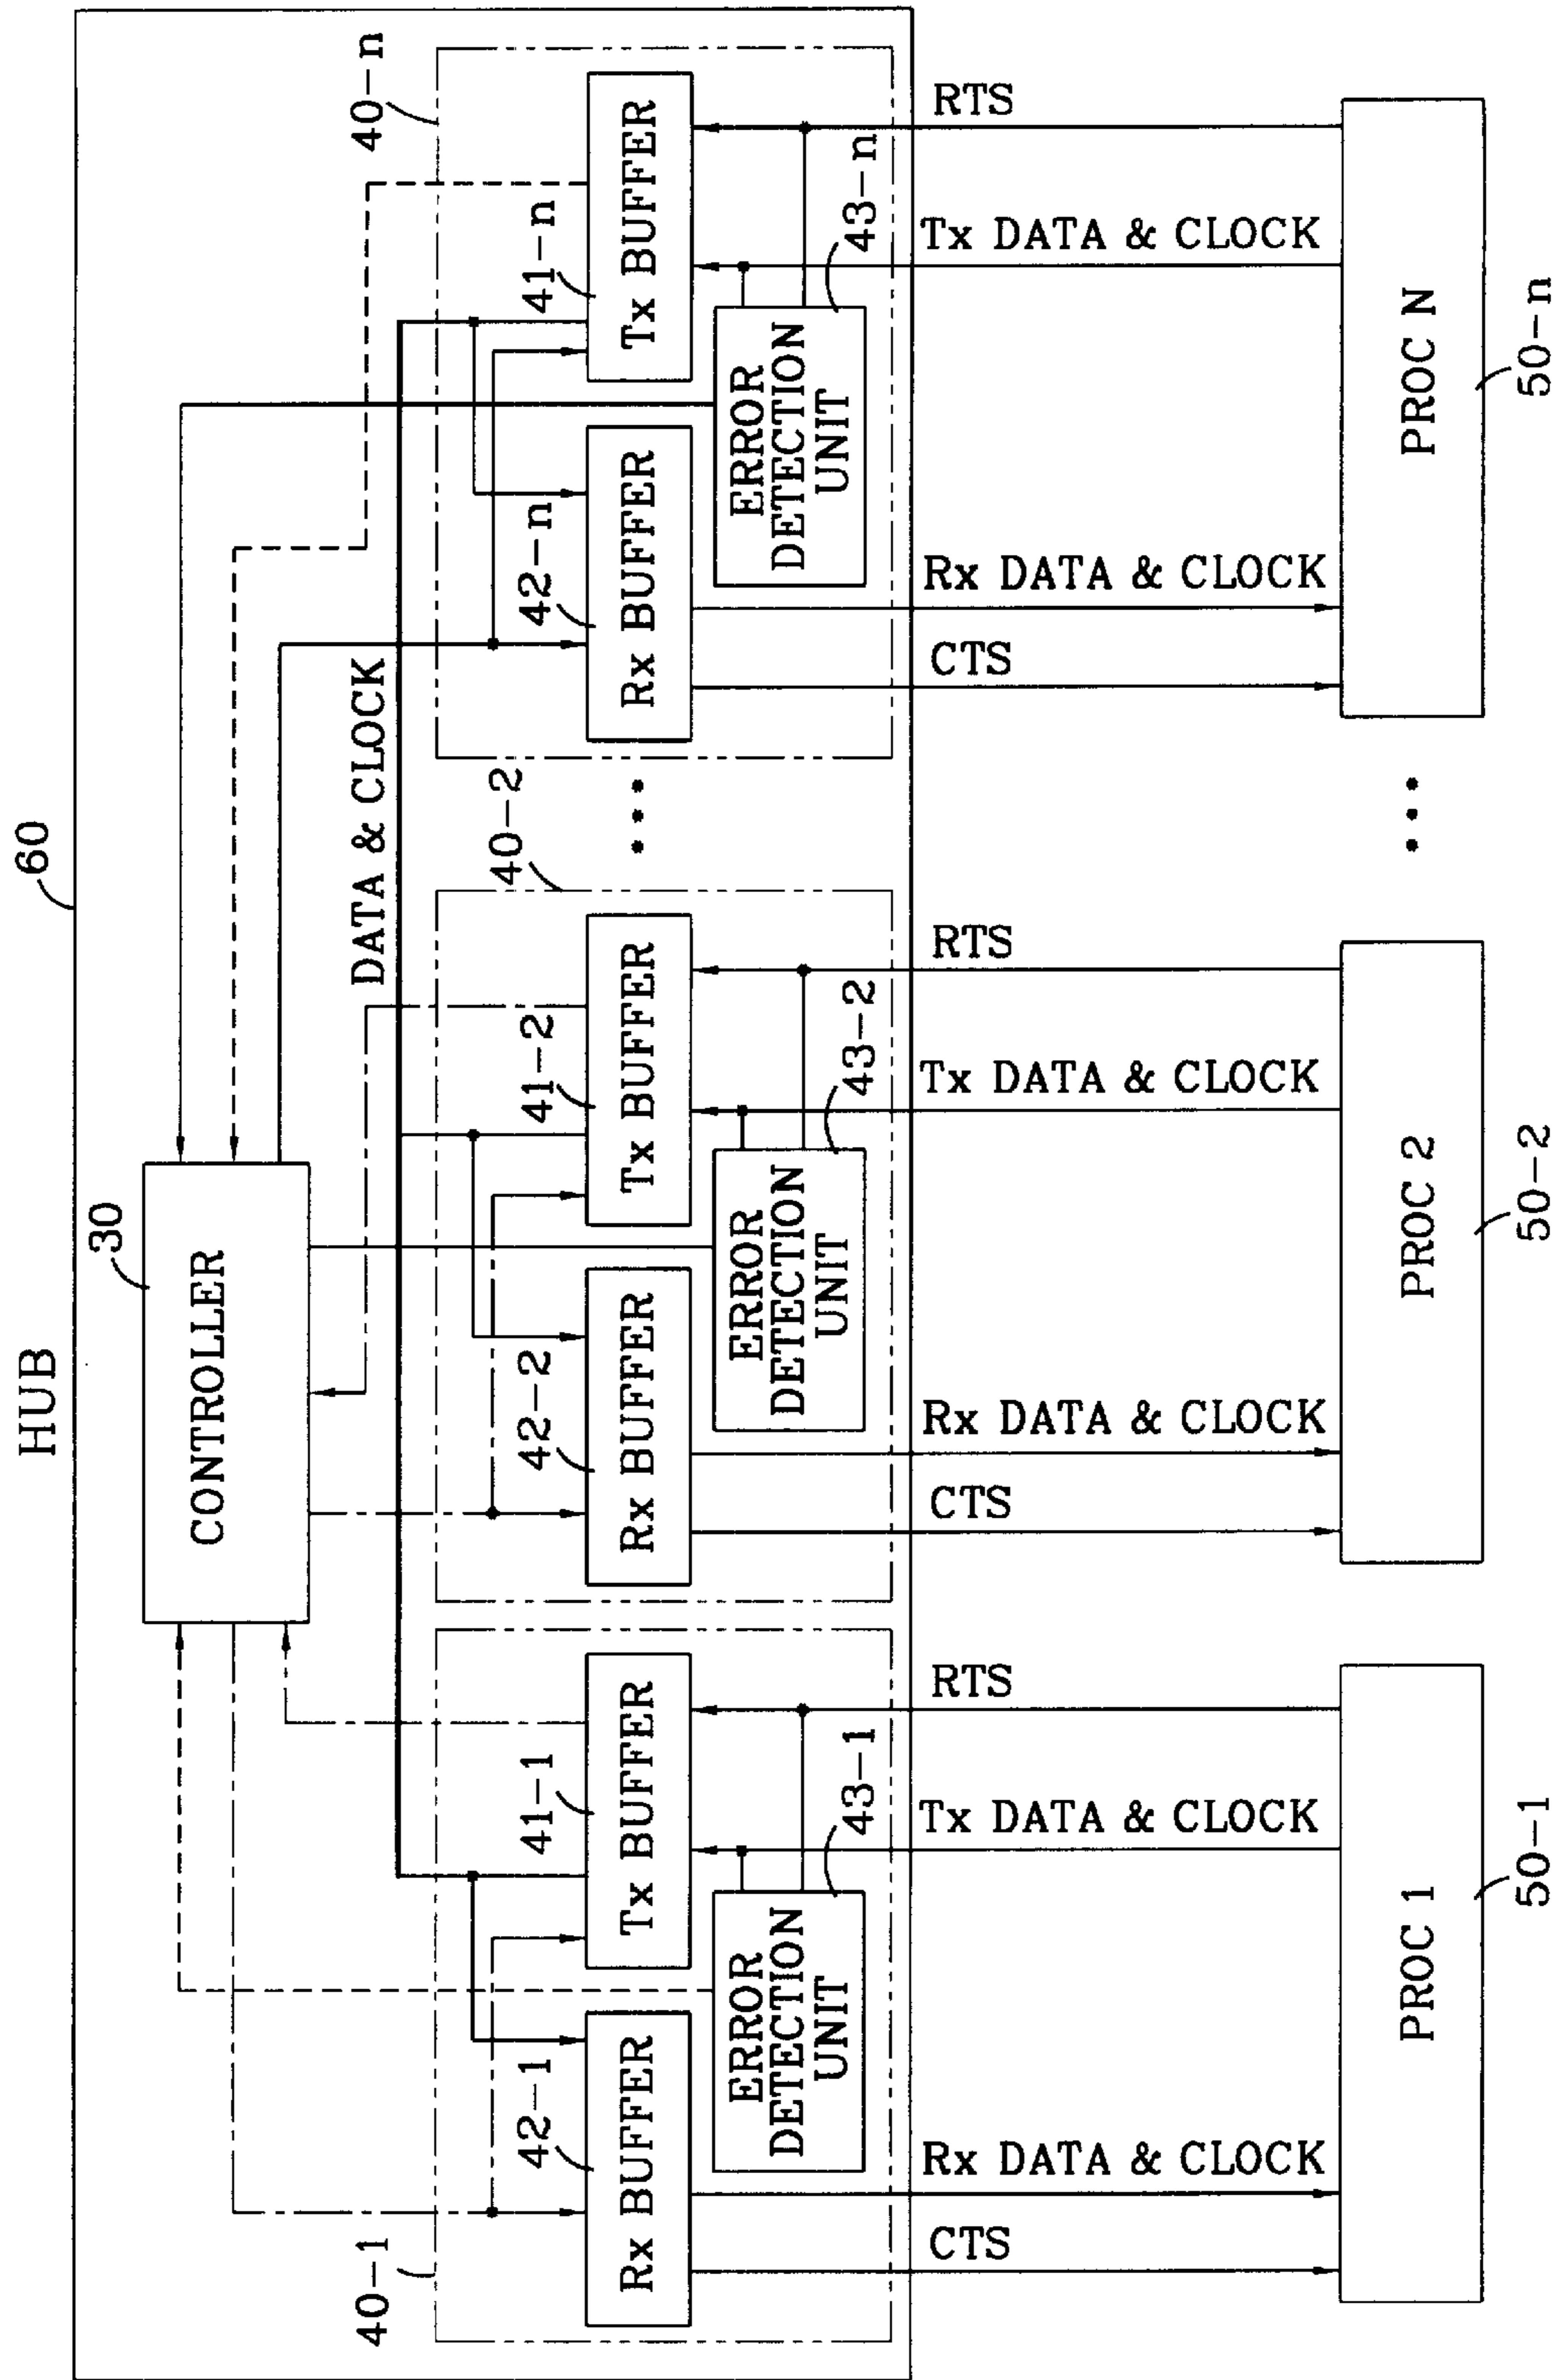 HUB
60
30
CONTROLLER
DATA & CLOCK
40-1
42-1
Rx BUFFER
41-1
Tx BUFFER
ERROR
DETECTION
UNIT
43-1
40-2
42-2
Rx BUFFER
41-2
Tx BUFFER
ERROR
DETECTION
UNIT
43-2
...
40-n
42-n
Rx BUFFER
41-n
Tx BUFFER
ERROR
DETECTION
UNIT
43-n
CTS
Rx DATA & CLOCK
Tx DATA & CLOCK
RTS
CTS
Rx DATA & CLOCK
Tx DATA & CLOCK
RTS
CTS
Rx DATA & CLOCK
Tx DATA & CLOCK
RTS
PROC 1
50-1
PROC 2
50-2
...
PROC N
50-n